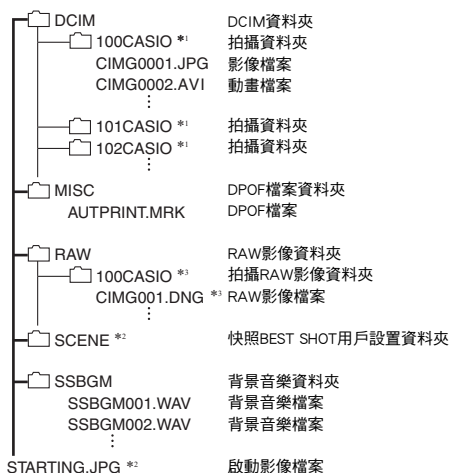 DCIM DCIM資料夾
100CASIO *1 拍攝資料夾
CIMG0001.JPG 影像檔案
CIMG0002.AVI 動畫檔案
⋮
101CASIO *1 拍攝資料夾
102CASIO *1 拍攝資料夾
⋮
MISC DPOF檔案資料夾
AUTPRINT.MRK DPOF檔案
RAW RAW影像資料夾
100CASIO *3 拍攝RAW影像資料夾
CIMG001.DNG *3 RAW影像檔案
⋮
SCENE *2 快照BEST SHOT用戶設置資料夾
SSBGM 背景音樂資料夾
SSBGM001.WAV 背景音樂檔案
SSBGM002.WAV 背景音樂檔案
⋮
STARTING.JPG *2 啟動影像檔案